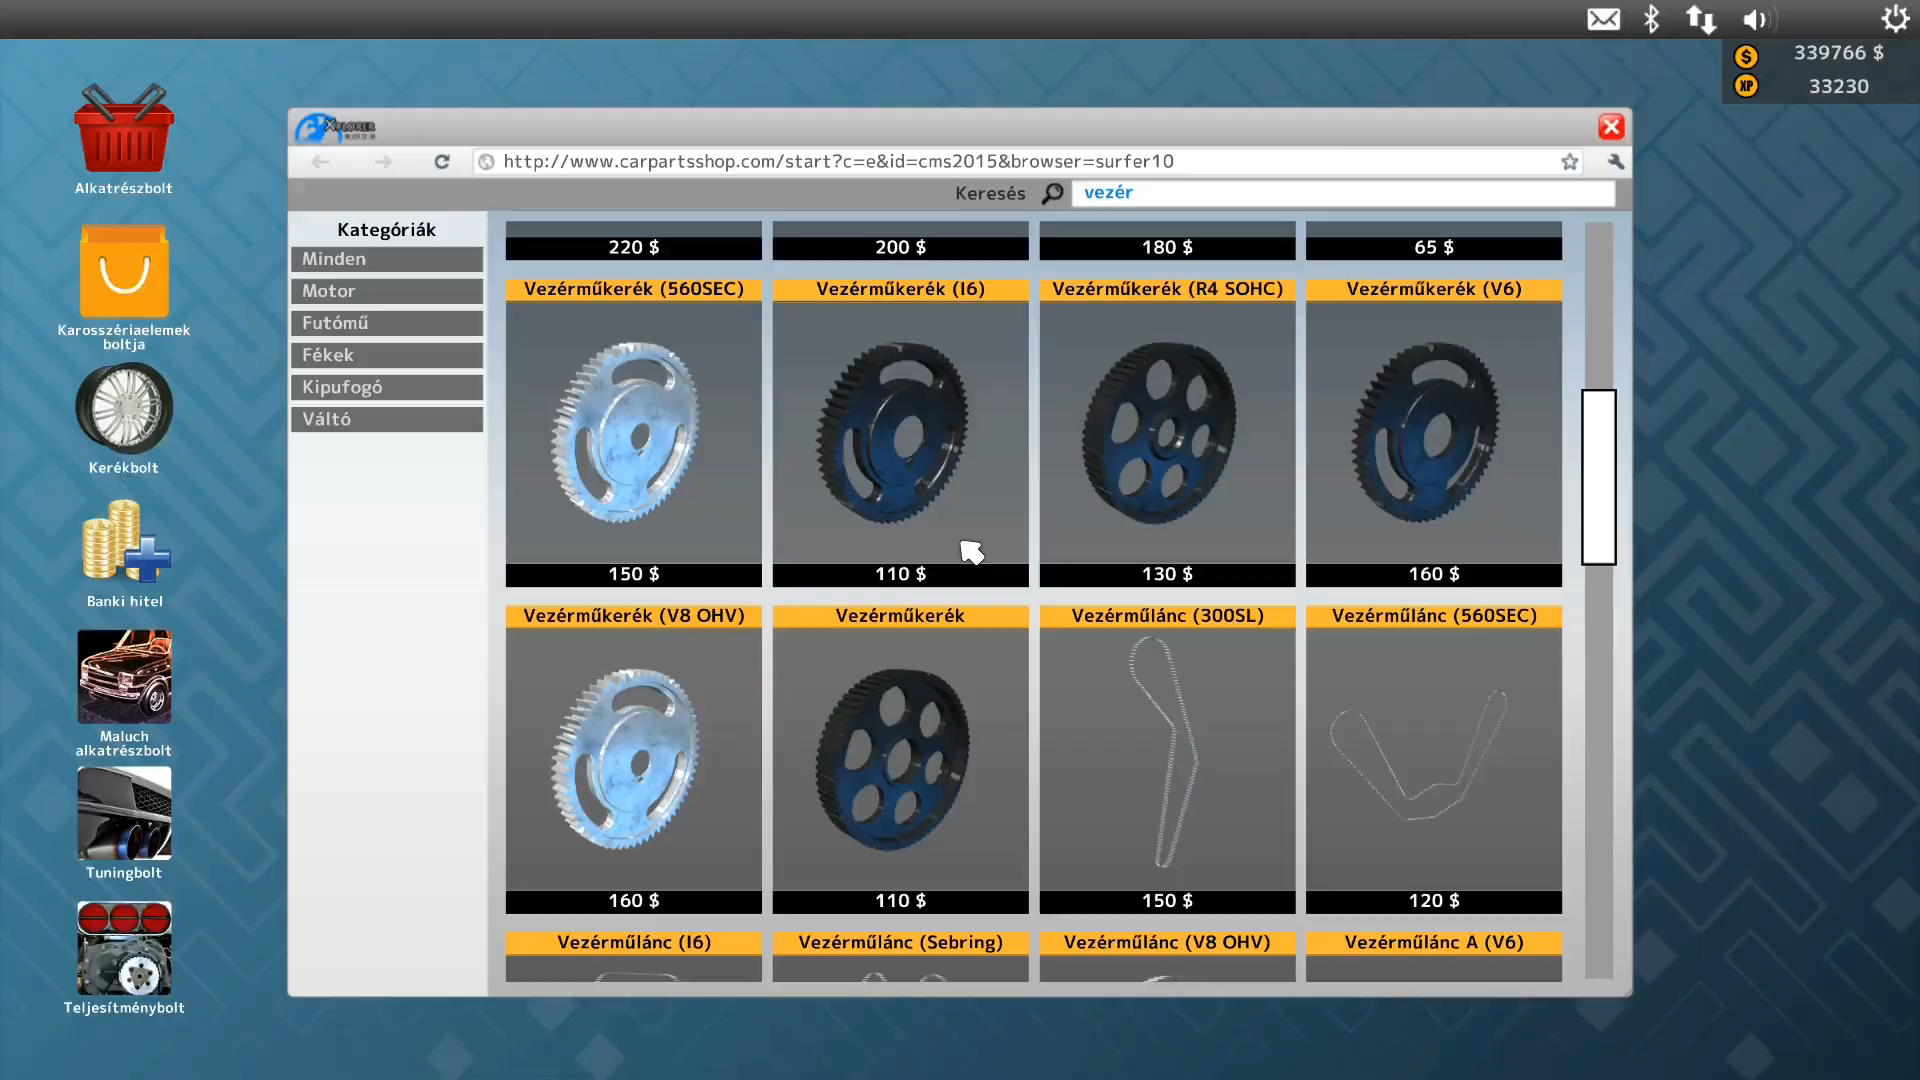 339766 $
XP 33230
Alkatrészbolt
Karosszériaelemek
boltja
Kerékbolt
Banki hitel
Maluch
alkatrészbolt
Tuningbolt
Teljesítménybolt
http://www.carpartsshop.com/start?c=e&id=cms2015&browser=surfer10
Keresés vezér
Kategóriák
Minden
Motor
Futómű
Fékek
Kipufogó
Váltó
220 $ 200 $ 180 $ 65 $
Vezérműkerék (560SEC) Vezérműkerék (I6) Vezérműkerék (R4 SOHC) Vezérműkerék (V6)
150 $ 110 $ 130 $ 160 $
Vezérműkerék (V8 OHV) Vezérműkerék Vezérműlánc (300SL) Vezérműlánc (560SEC)
160 $ 110 $ 150 $ 120 $
Vezérműlánc (I6) Vezérműlánc (Sebring) Vezérműlánc (V8 OHV) Vezérműlánc A (V6)